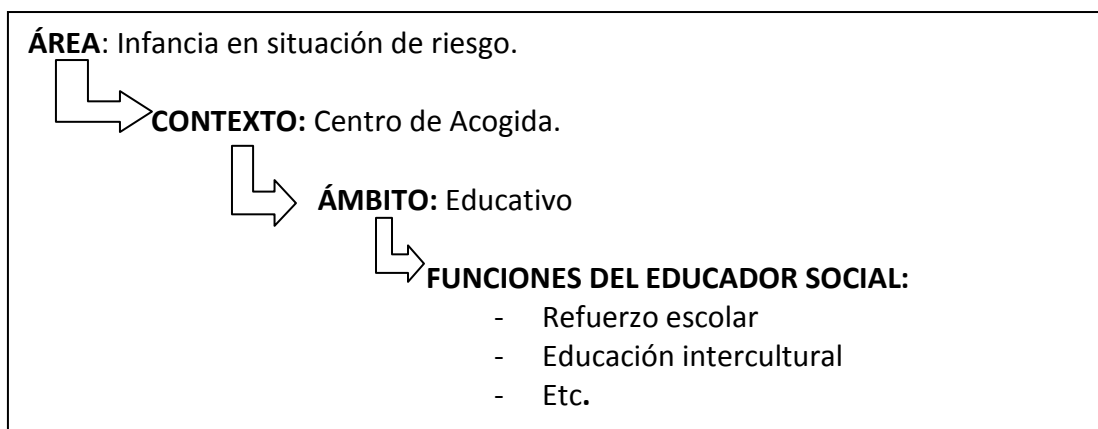 ÁREA: Infancia en situación de riesgo.
CONTEXTO: Centro de Acogida.
ÁMBITO: Educativo
FUNCIONES DEL EDUCADOR SOCIAL:
- Refuerzo escolar
- Educación intercultural
- Etc.